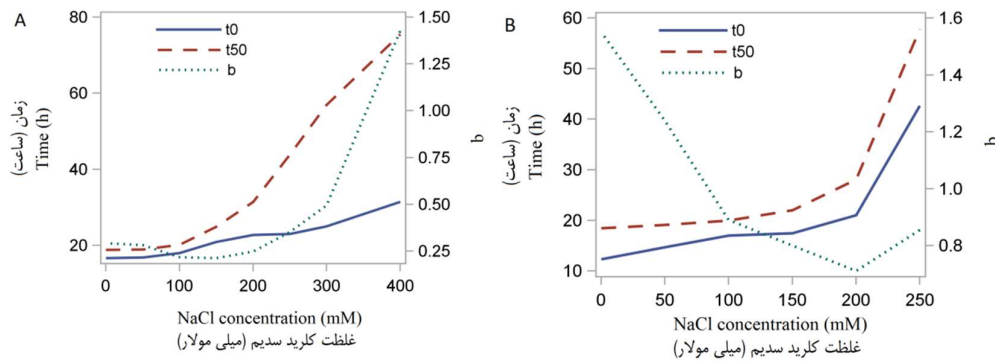 A
80
60
40
20
1.50
1.25
1.00
0.75
0.50
0.25
t0
t50
b
زمان (ساعت)
Time (h)
b
0
100
200
300
400
NaCl concentration (mM)
غلظت کلرید سدیم (میلی مولار)
B
60
50
40
30
20
10
1.6
1.4
1.2
1.0
0.8
t0
t50
b
زمان (ساعت)
Time (h)
b
0
50
100
150
200
250
NaCl concentration (mM)
غلظت کلرید سدیم (میلی مولار)